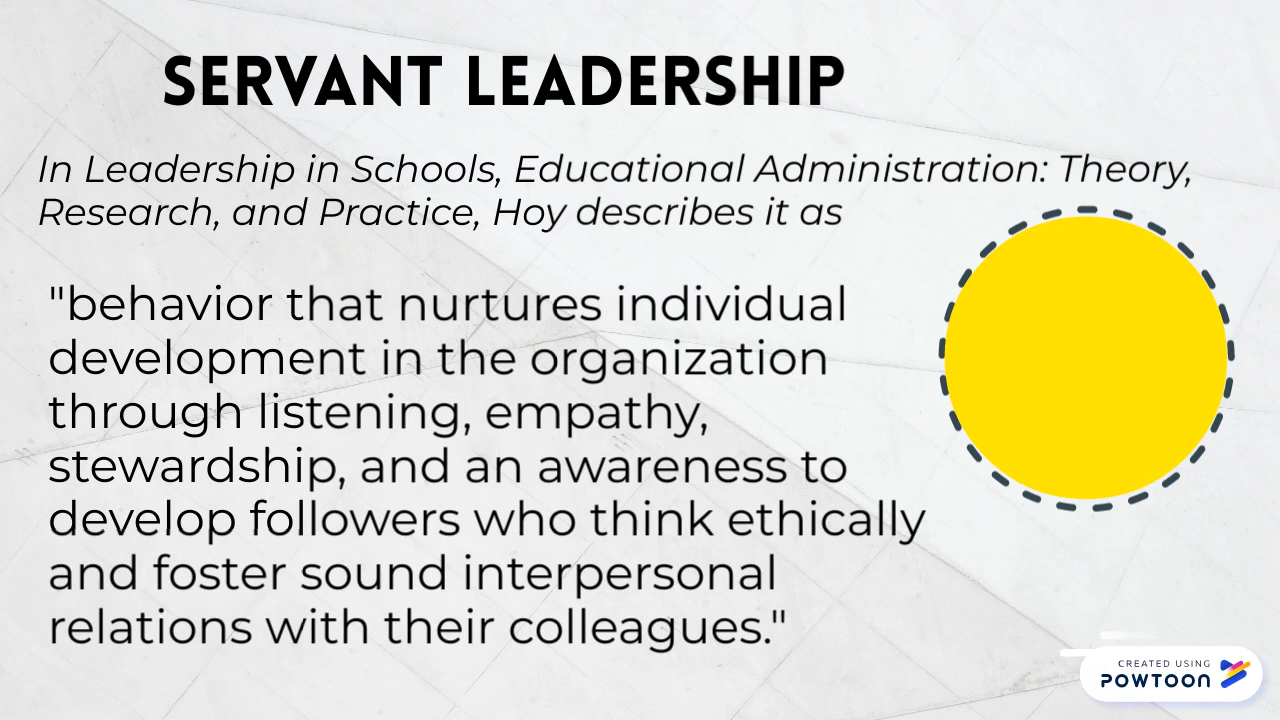 SERVANT LEADERSHIP
In Leadership in Schools, Educational Administration: Theory,
Research, and Practice, Hoy describes it as
"behavior that nurtures individual
development in the organization
through listening, empathy,
stewardship, and an awareness to
develop followers who think ethically
and foster sound interpersonal
relations with their colleagues."
CREATED USING
POWTOON